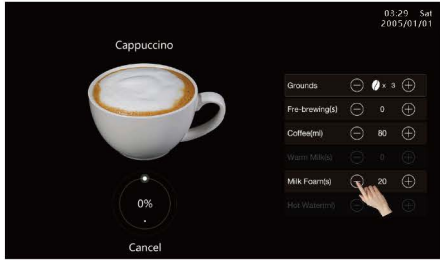 03:29 Sat
2005/01/01
Cappuccino
Grounds x 3
Fre-brewing(s) 0
Coffee(ml) 80
Warm Milk(s) 0
Milk Foam(s) 20
Hot Water(ml)
0%
Cancel